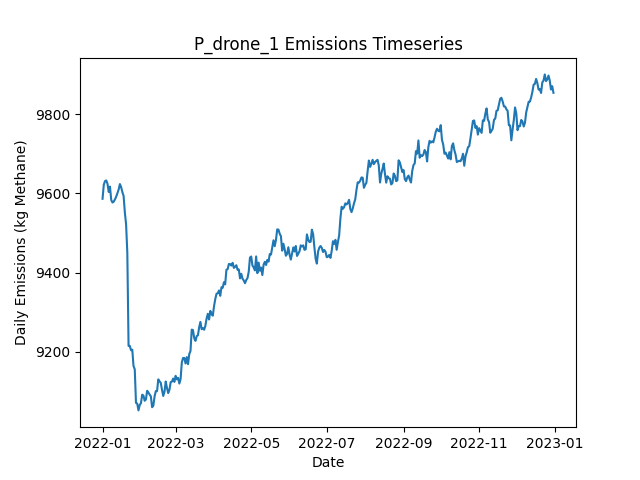 P_drone_1 Emissions Timeseries
Daily Emissions (kg Methane)
9800
9600
9400
9200
2022-01 2022-03 2022-05 2022-07 2022-09 2022-11 2023-01
Date